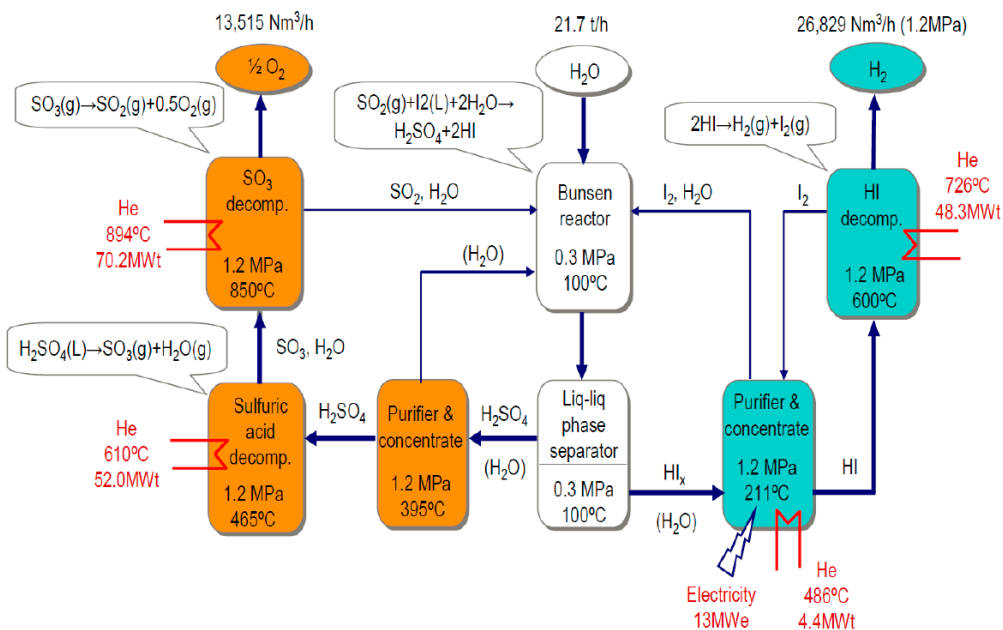 13,515 Nm³/h
21.7 t/h
26,829 Nm³/h (1.2MPa)
½ O₂
H₂O
H₂
SO₃(g)→SO₂(g)+0.5O₂(g)
SO₂(g)+I2(L)+2H₂O→
H₂SO₄+2HI
2HI→H₂(g)+I₂(g)
SO₃
decomp.
1.2 MPa
850ºC
He
894ºC
70.2MWt
SO₂, H₂O
Bunsen
reactor
0.3 MPa
100ºC
I₂, H₂O
I₂
HI
decomp.
1.2 MPa
600ºC
He
726ºC
48.3MWt
(H₂O)
H₂SO₄(L)→SO₃(g)+H₂O(g)
SO₃, H₂O
Sulfuric
acid
decomp.
1.2 MPa
465ºC
He
610ºC
52.0MWt
H₂SO₄
Purifier &
concentrate
1.2 MPa
395ºC
H₂SO₄
(H₂O)
Liq-liq
phase
separator
0.3 MPa
100ºC
HIₓ
(H₂O)
Purifier &
concentrate
1.2 MPa
211ºC
HI
Electricity
13MWe
He
486ºC
4.4MWt